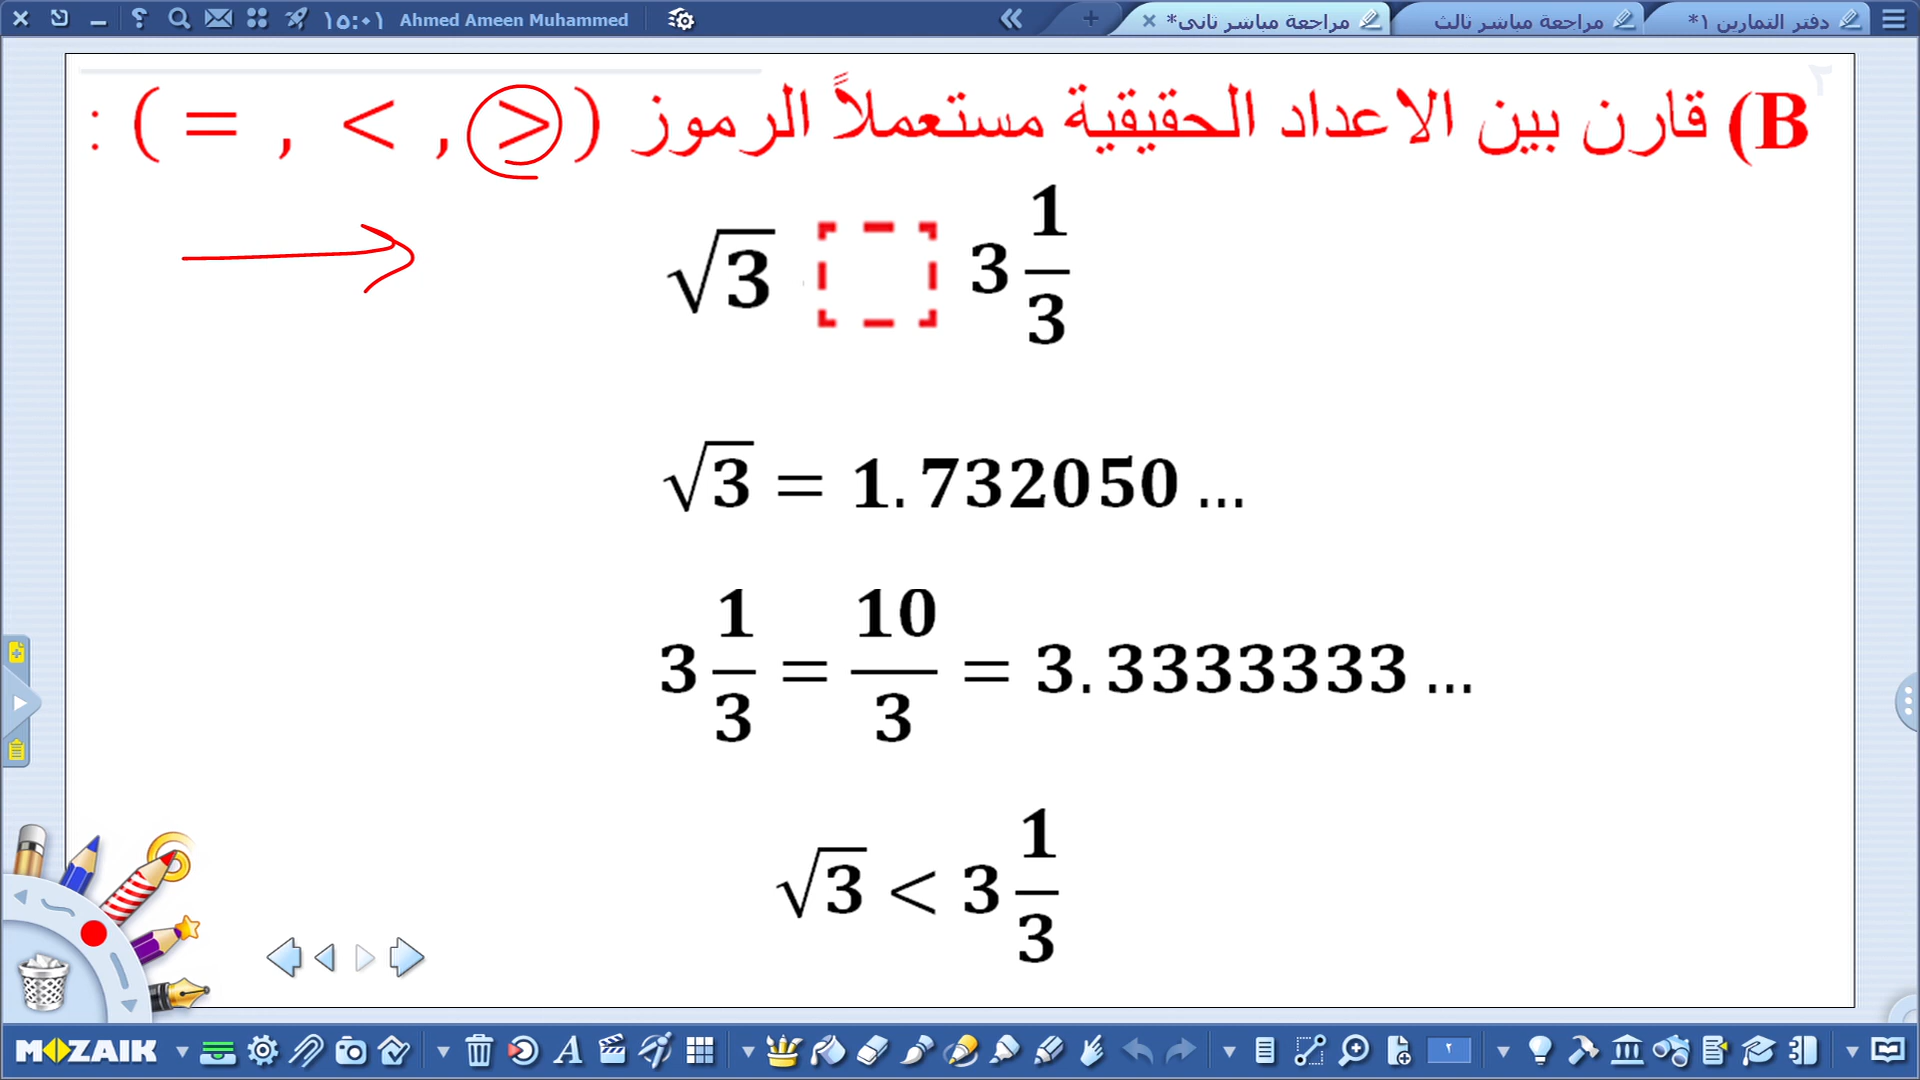 ١٥:٠١ Ahmed Ameen Muhammed
مراجعة مباشر ثانى*
مراجعة مباشر ثالث
دفتر التمارين ١*
٢
B) قارن بين الاعداد الحقيقية مستعملاً الرموز ( > , < , = ) :
√3 3 1/3
√3 = 1.732050 ...
3 1/3 = 10/3 = 3.3333333 ...
√3 < 3 1/3
MOZAIK
٢